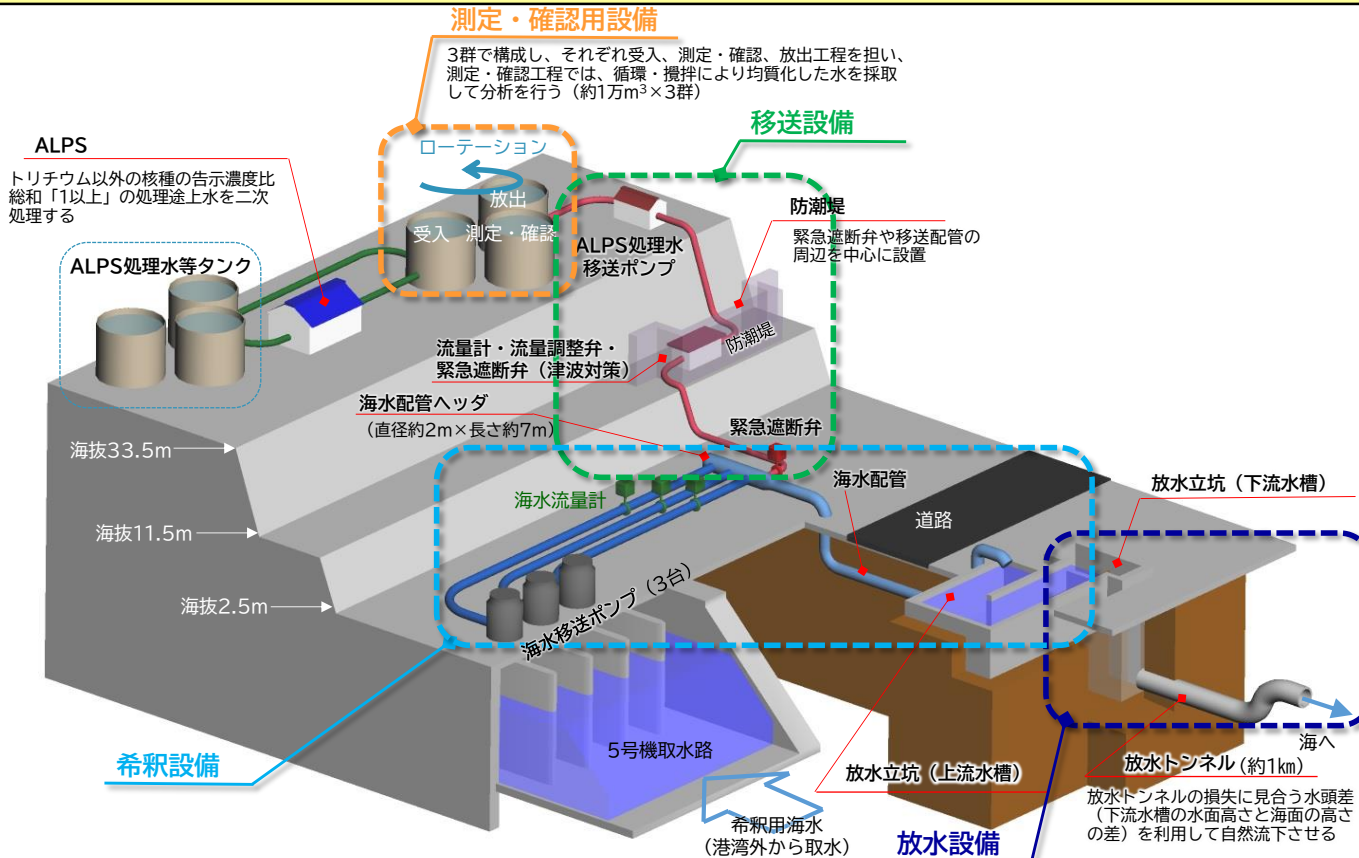 測定・確認用設備
3群で構成し、それぞれ受入、測定・確認、放出工程を担い、
測定・確認工程では、循環・攪拌により均質化した水を採取
して分析を行う（約1万m³×3群）
移送設備
ALPS
トリチウム以外の核種の告示濃度比
総和「1以上」の処理途上水を二次
処理する
ローテーション
放出
受入
測定・確認
防潮堤
緊急遮断弁や移送配管の
周辺を中心に設置
ALPS処理水等タンク
ALPS処理水
移送ポンプ
防潮堤
流量計・流量調整弁・
緊急遮断弁（津波対策）
海水配管ヘッダ
（直径約2m×長さ約7m）
緊急遮断弁
海抜33.5m
海水流量計
海水配管
放水立坑（下流水槽）
道路
海抜11.5m
海抜2.5m
海水移送ポンプ（3台）
5号機取水路
希釈設備
海へ
放水立坑（上流水槽）
放水トンネル（約1km）
放水トンネルの損失に見合う水頭差
（下流水槽の水面高さと海面の高さ
の差）を利用して自然流下させる
希釈用海水
（港湾外から取水）
放水設備